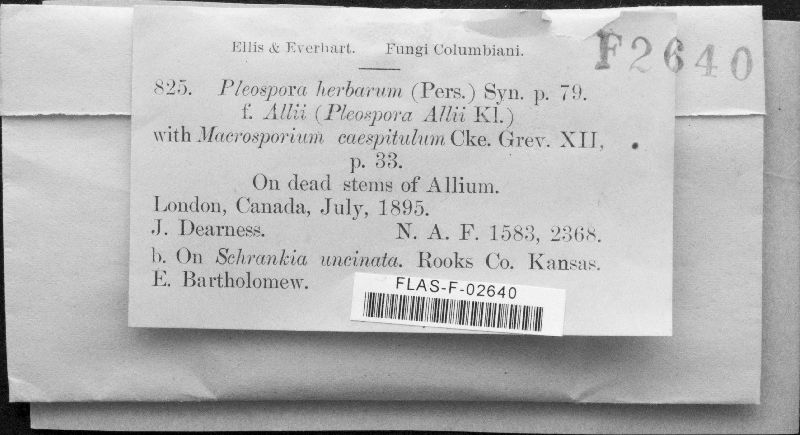 Ellis & Everhart. Fungi Columbiani.
F2640
825. Pleospora herbarum (Pers.) Syn. p. 79.
f. Allii (Pleospora Allii Kl.)
with Macrosporium caespitulum Cke. Grev. XII,
p. 33.
On dead stems of Allium.
London, Canada, July, 1895.
J. Dearness. N. A. F. 1583, 2368.
b. On Schrankia uncinata. Rooks Co. Kansas.
E. Bartholomew.
FLAS-F-02640